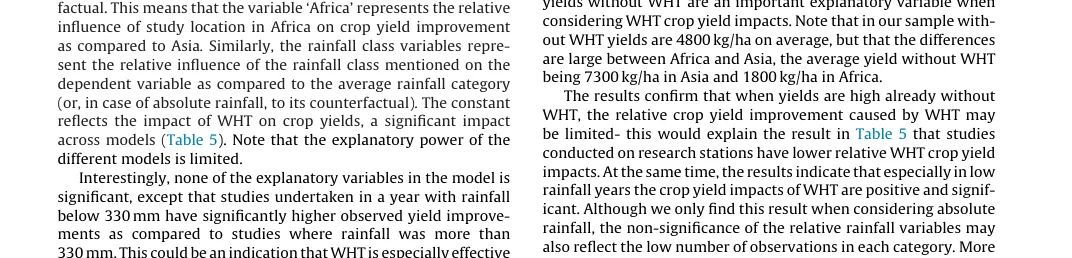 factual. This means that the variable ‘Africa’ represents the relative
influence of study location in Africa on crop yield improvement
as compared to Asia. Similarly, the rainfall class variables repre-
sent the relative influence of the rainfall class mentioned on the
dependent variable as compared to the average rainfall category
(or, in case of absolute rainfall, to its counterfactual). The constant
reflects the impact of WHT on crop yields, a significant impact
across models (Table 5). Note that the explanatory power of the
different models is limited.
Interestingly, none of the explanatory variables in the model is
significant, except that studies undertaken in a year with rainfall
below 330 mm have significantly higher observed yield improve-
ments as compared to studies where rainfall was more than
330 mm. This could be an indication that WHT is especially effective
yields without WHT are an important explanatory variable when
considering WHT crop yield impacts. Note that in our sample with-
out WHT yields are 4800 kg/ha on average, but that the differences
are large between Africa and Asia, the average yield without WHT
being 7300 kg/ha in Asia and 1800 kg/ha in Africa.
The results confirm that when yields are high already without
WHT, the relative crop yield improvement caused by WHT may
be limited- this would explain the result in Table 5 that studies
conducted on research stations have lower relative WHT crop yield
impacts. At the same time, the results indicate that especially in low
rainfall years the crop yield impacts of WHT are positive and signif-
icant. Although we only find this result when considering absolute
rainfall, the non-significance of the relative rainfall variables may
also reflect the low number of observations in each category. More